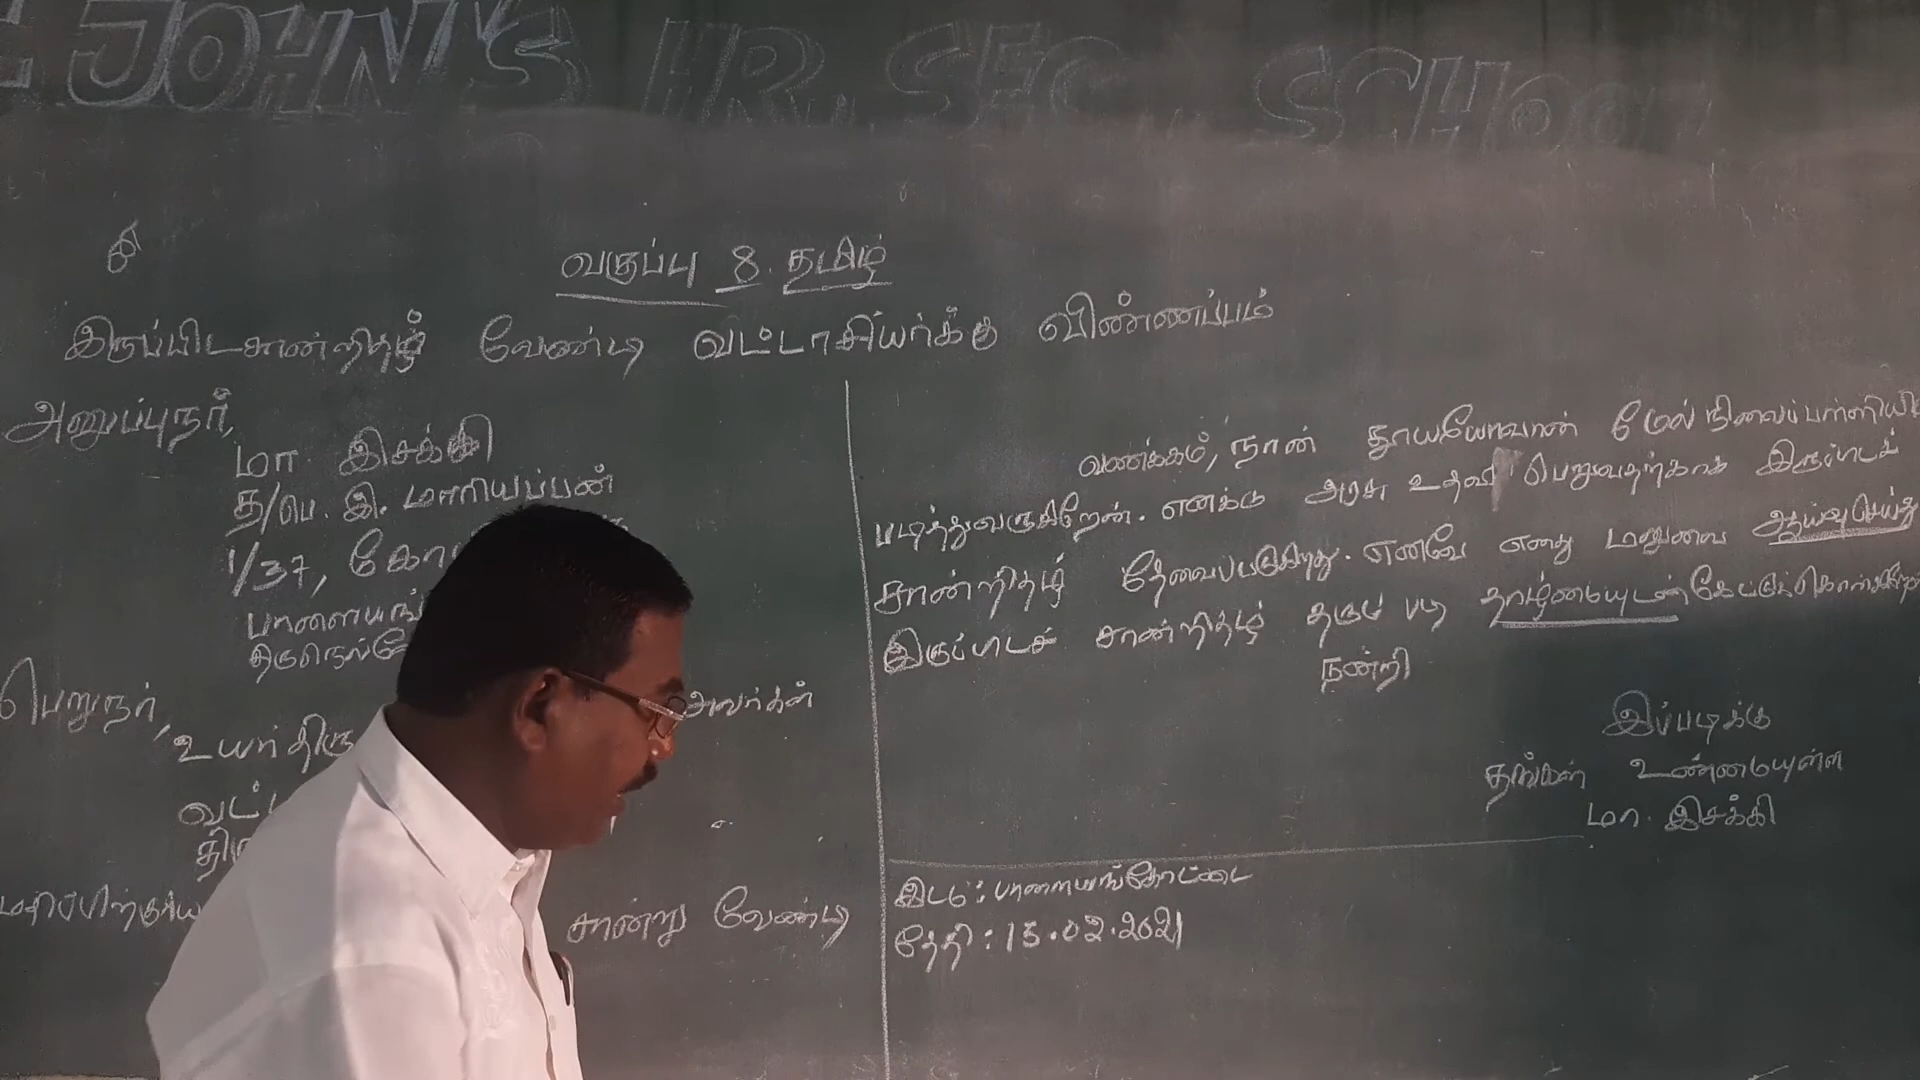 JOHN'S HR. SEC. SCHOOL
வகுப்பு 8. தமிழ்
இருப்பிடசான்றிதழ் வேண்டி வட்டாசியர்க்கு விண்ணப்பம்
அனுப்புநர்,
மா இசக்கி
த/பெ. இ. மாரியப்பன்
1/37,
பெறுநர்,
அவர்கள்
சான்று வேண்டி
வணக்கம், நான் தூயயோவான் மேல்நிலைப்பள்ளியில்
படித்துவருகிறேன். எனக்கு அரசு உதவி பெறுவதற்காக இருப்பிடச்
சான்றிதழ் தேவைப்படுகிறது. எனவே எனது மனுவை ஆய்வுசெய்து
இருப்பிடச் சான்றிதழ் தரும் படி தாழ்மையுடன் கேட்டுக்கொள்கிறேன்
நன்றி
இப்படிக்கு
தங்கள் உண்மையுள்ள
மா. இசக்கி
இடம்: பாளையங்கோட்டை
தேதி: 15.02.2021